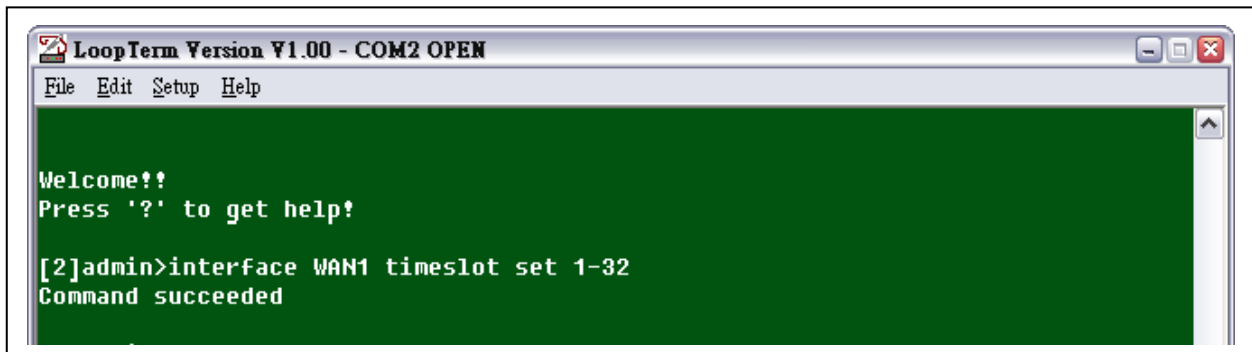 LoopTerm Version V1.00 - COM2 OPEN
File Edit Setup Help
Welcome!!
Press '?' to get help!
[2]admin>interface WAN1 timeslot set 1-32
Command succeeded